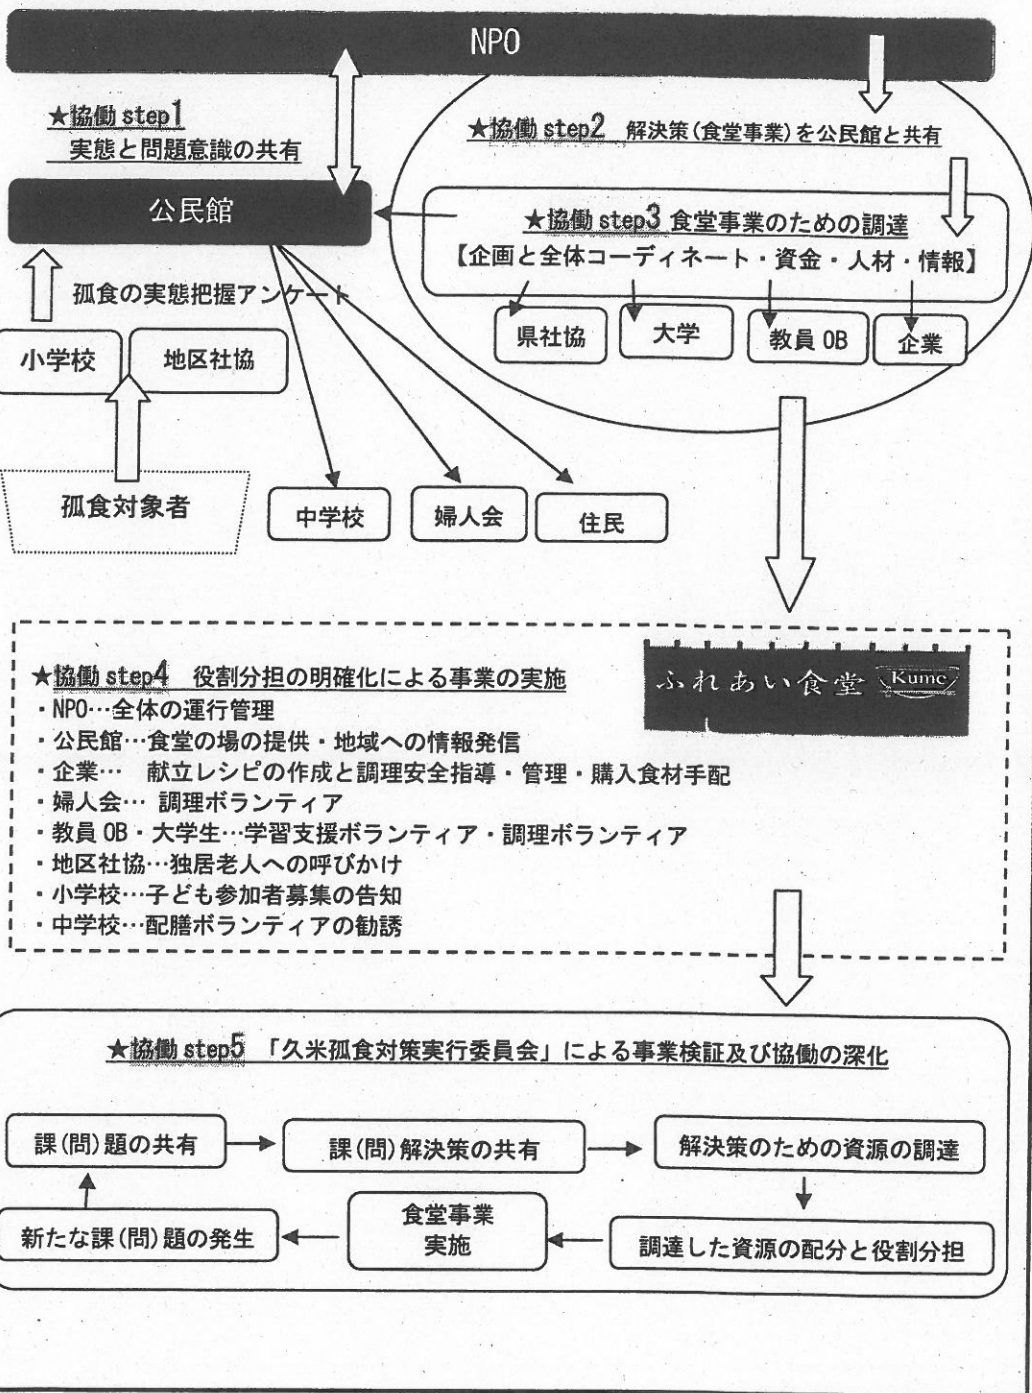 NPO
★協働 step1
実態と問題意識の共有
★協働 step2 解決策(食堂事業)を公民館と共有
公民館
★協働 step3 食堂事業のための調達
【企画と全体コーディネート・資金・人材・情報】
孤食の実態把握アンケート
県社協
大学
教員 OB
企業
小学校
地区社協
孤食対象者
中学校
婦人会
住民
★協働 step4 役割分担の明確化による事業の実施
ふれあい食堂 Kume
・NPO…全体の運行管理
・公民館…食堂の場の提供・地域への情報発信
・企業… 献立レシピの作成と調理安全指導・管理・購入食材手配
・婦人会… 調理ボランティア
・教員 OB・大学生…学習支援ボランティア・調理ボランティア
・地区社協…独居老人への呼びかけ
・小学校…子ども参加者募集の告知
・中学校…配膳ボランティアの勧誘
★協働 step5 「久米孤食対策実行委員会」による事業検証及び協働の深化
課(問)題の共有
課(問)解決策の共有
解決策のための資源の調達
新たな課(問)題の発生
食堂事業
実施
調達した資源の配分と役割分担